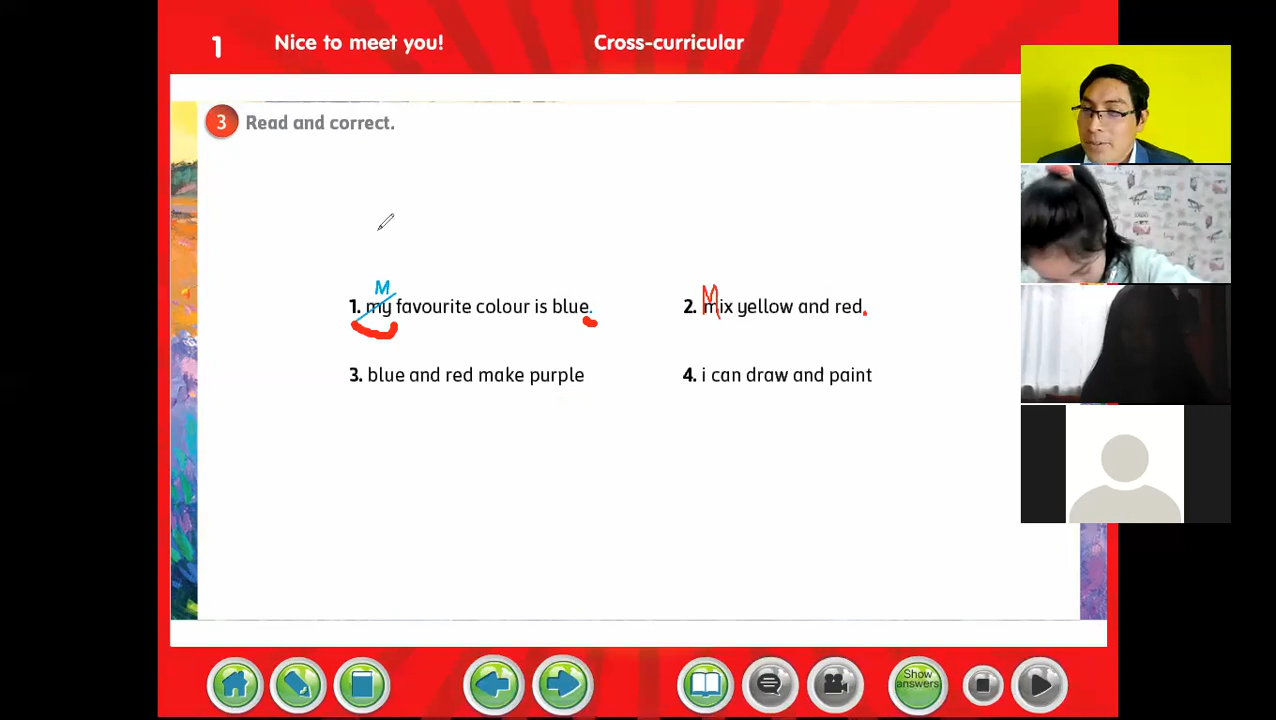 1 Nice to meet you! Cross-curricular
3 Read and correct.
M
1. my favourite colour is blue.
2. Mmix yellow and red.
3. blue and red make purple
4. i can draw and paint
Show answers